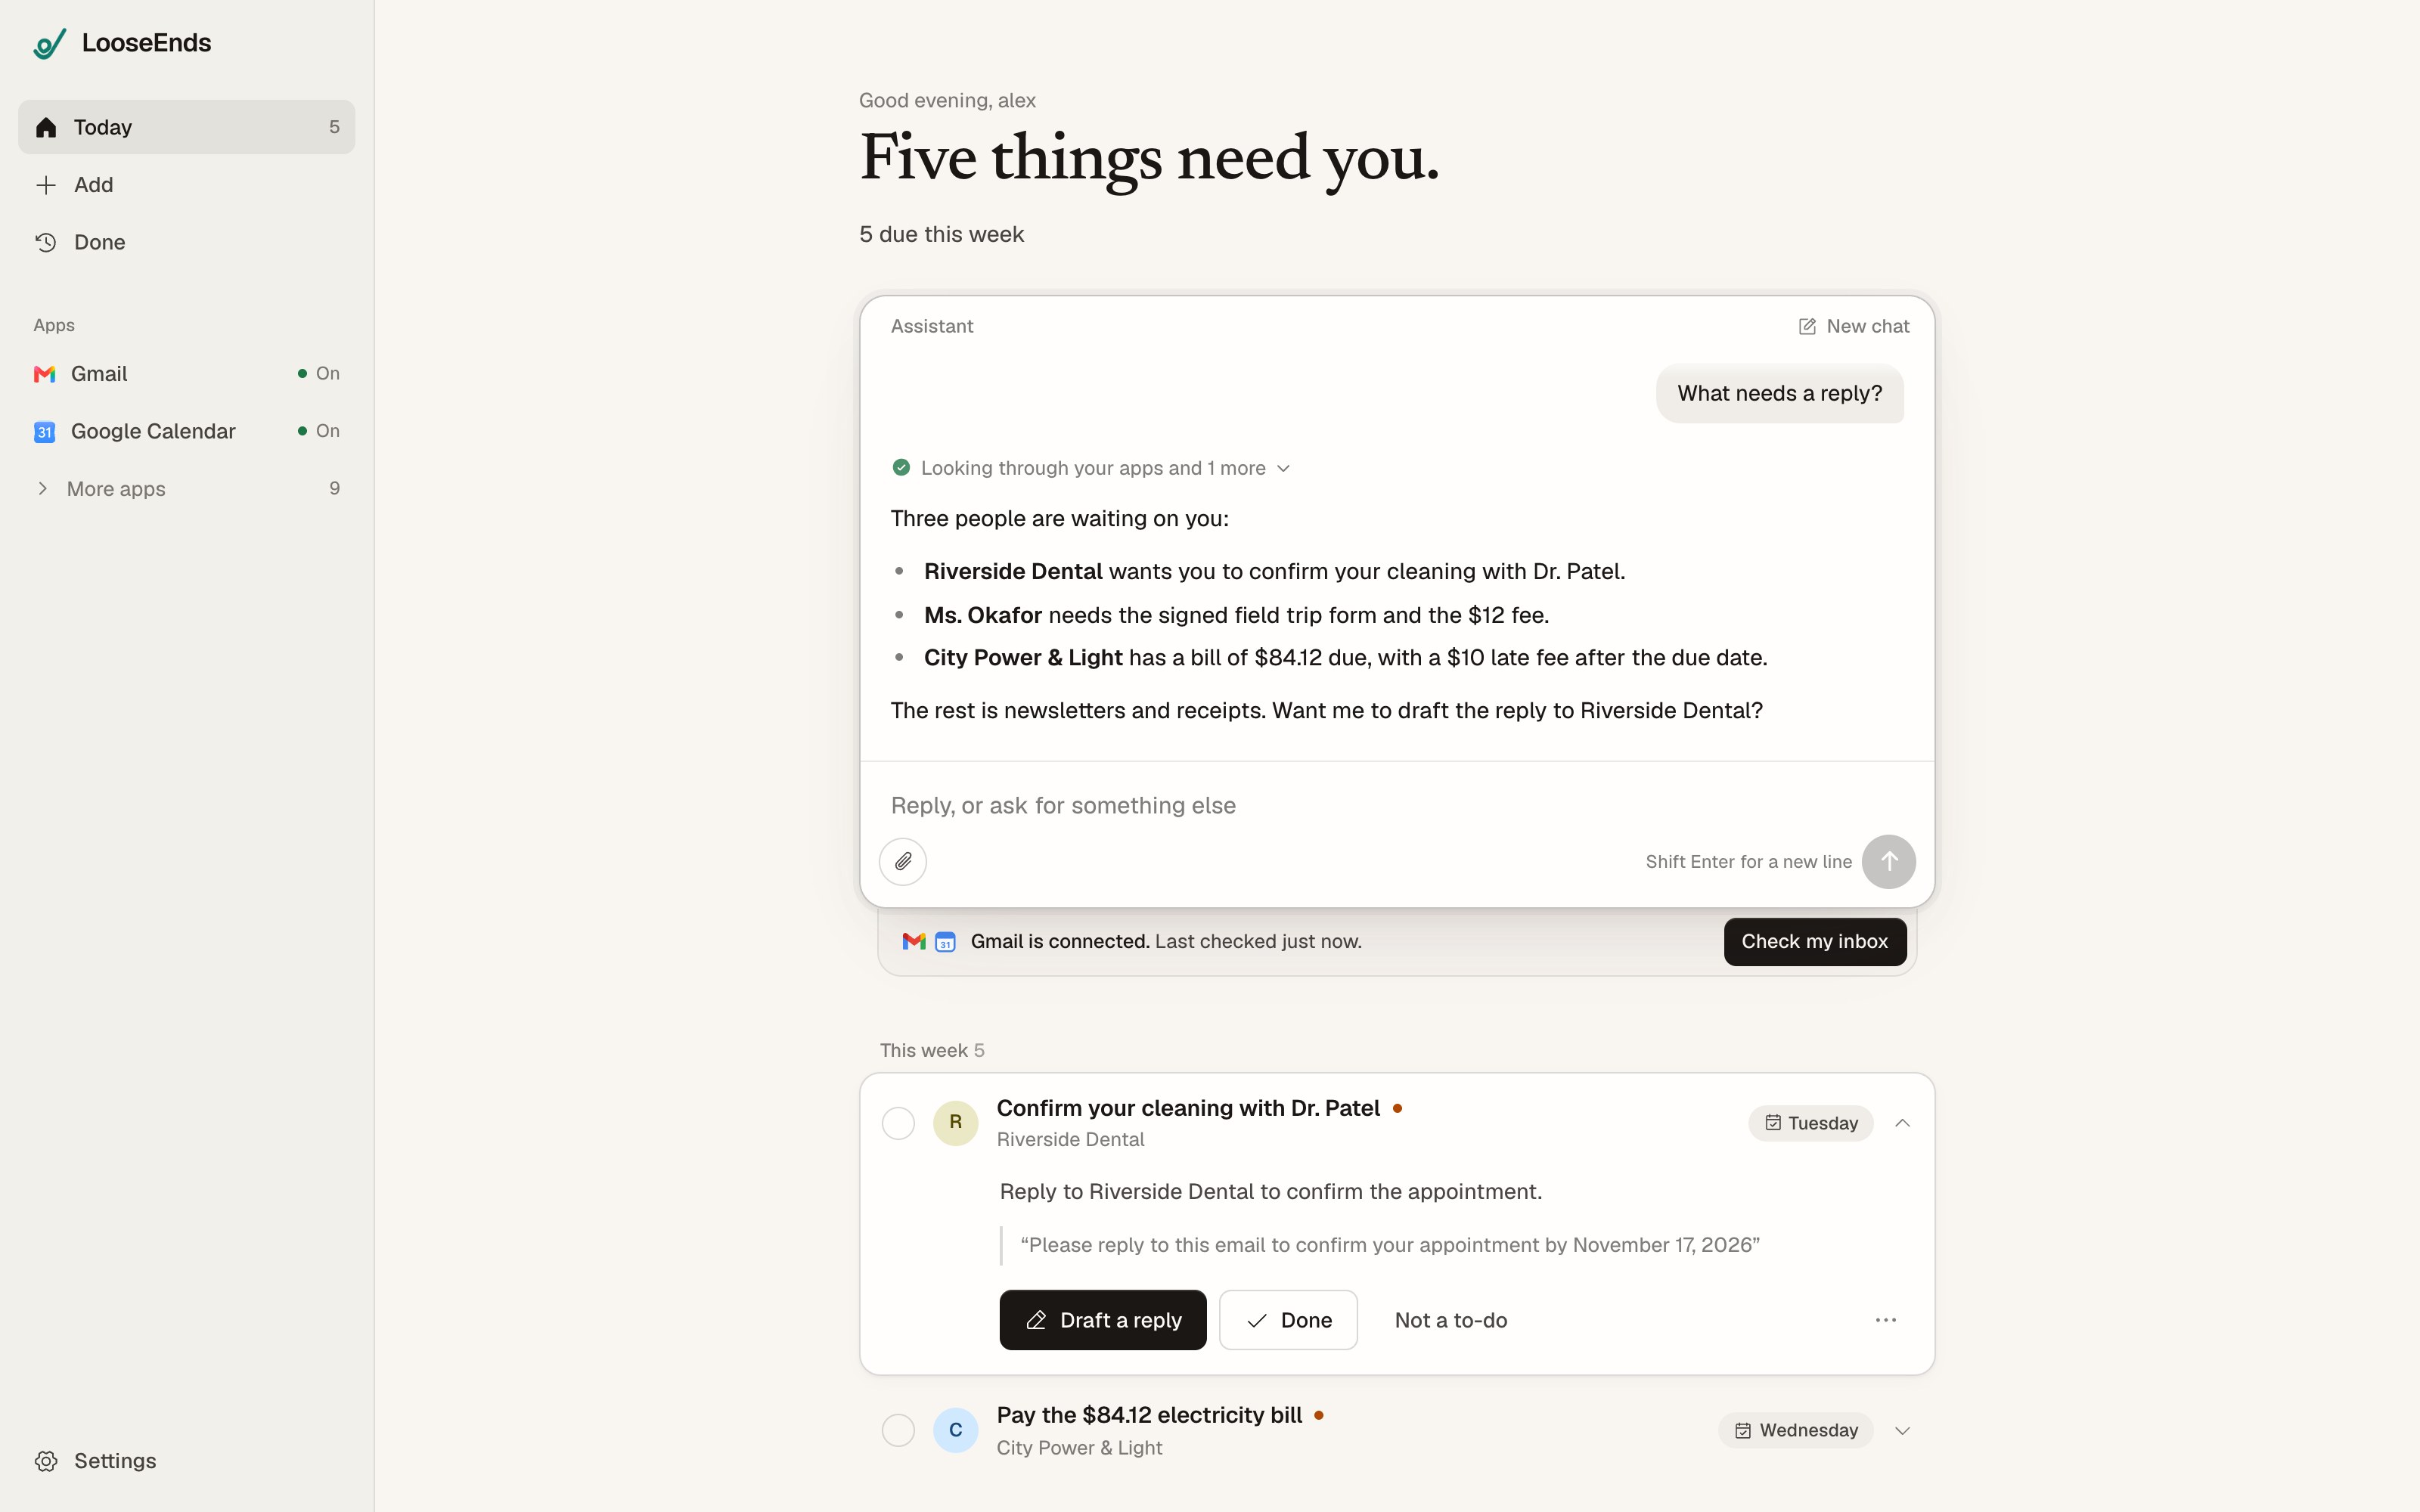 LooseEnds
Today 5
Add
Done
Apps
Gmail On
31 Google Calendar On
More apps 9
Settings
Good evening, alex
Five things need you.
5 due this week
Assistant New chat
What needs a reply?
Looking through your apps and 1 more
Three people are waiting on you:
• Riverside Dental wants you to confirm your cleaning with Dr. Patel.
• Ms. Okafor needs the signed field trip form and the $12 fee.
• City Power & Light has a bill of $84.12 due, with a $10 late fee after the due date.
The rest is newsletters and receipts. Want me to draft the reply to Riverside Dental?
Reply, or ask for something else
Shift Enter for a new line
31 Gmail is connected. Last checked just now. Check my inbox
This week 5
R Confirm your cleaning with Dr. Patel Tuesday
Riverside Dental
Reply to Riverside Dental to confirm the appointment.
“Please reply to this email to confirm your appointment by November 17, 2026”
Draft a reply Done Not a to-do
C Pay the $84.12 electricity bill Wednesday
City Power & Light